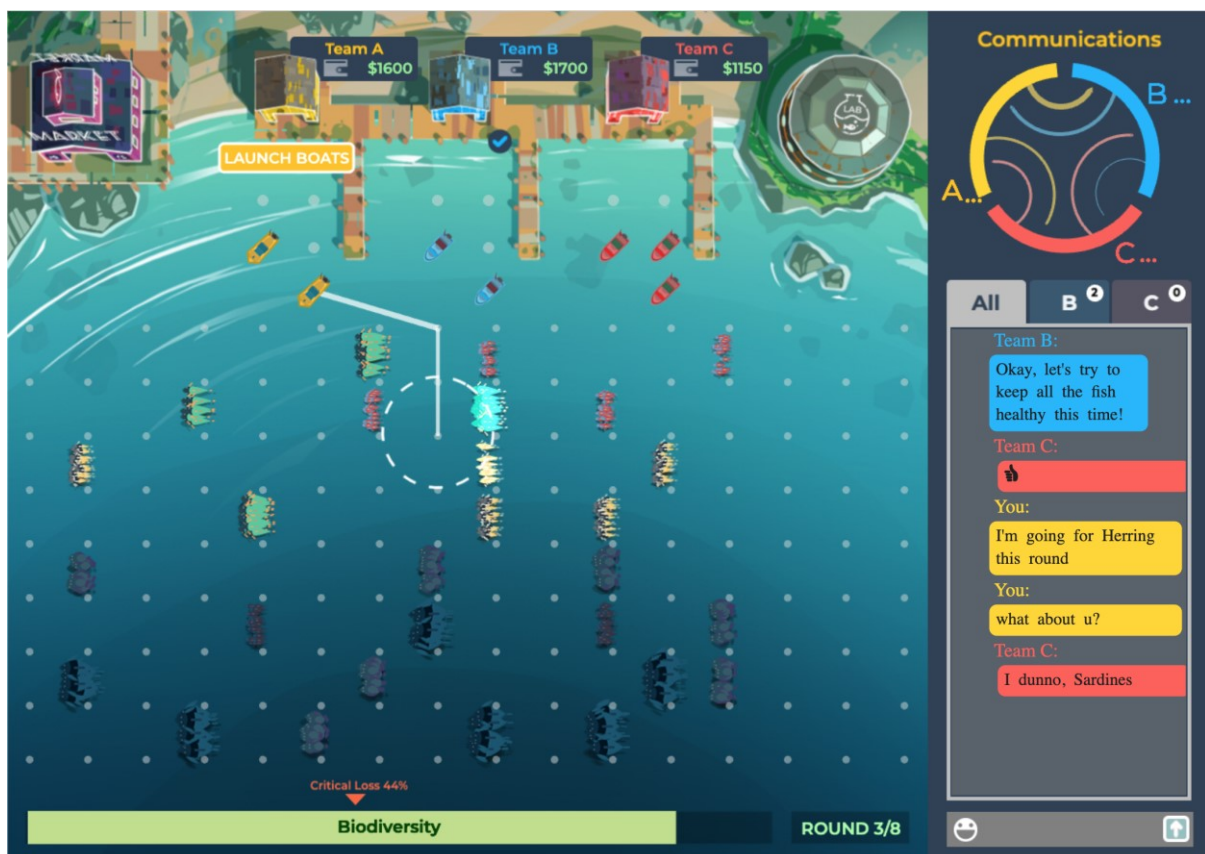 Team A
$1600
Team B
$1700
Team C
$1150
MARKET
MARKET
LAB
LAUNCH BOATS
Critical Loss 44%
Biodiversity
ROUND 3/8
Communications
B ...
A...
C ...
All
B
2
C
0
Team B:
Okay, let's try to
keep all the fish
healthy this time!
Team C:
You:
I'm going for Herring
this round
You:
what about u?
Team C:
I dunno, Sardines